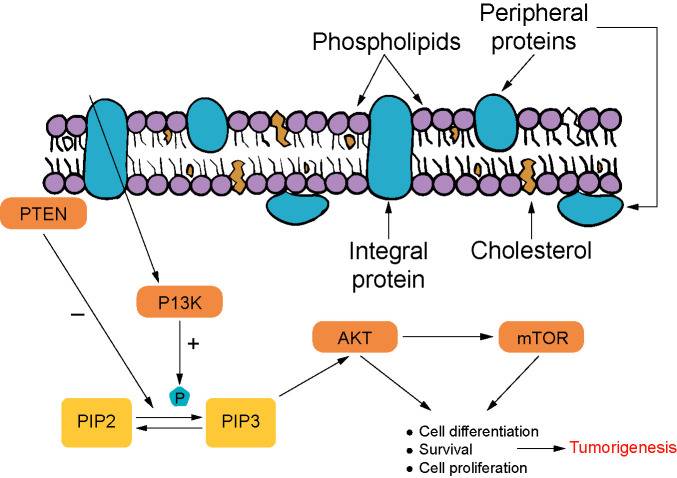 Peripheral
proteins
Phospholipids
PTEN
Integral
protein
Cholesterol
P13K
–
+
P
AKT
mTOR
PIP2
PIP3
● Cell differentiation
● Survival
● Cell proliferation
Tumorigenesis